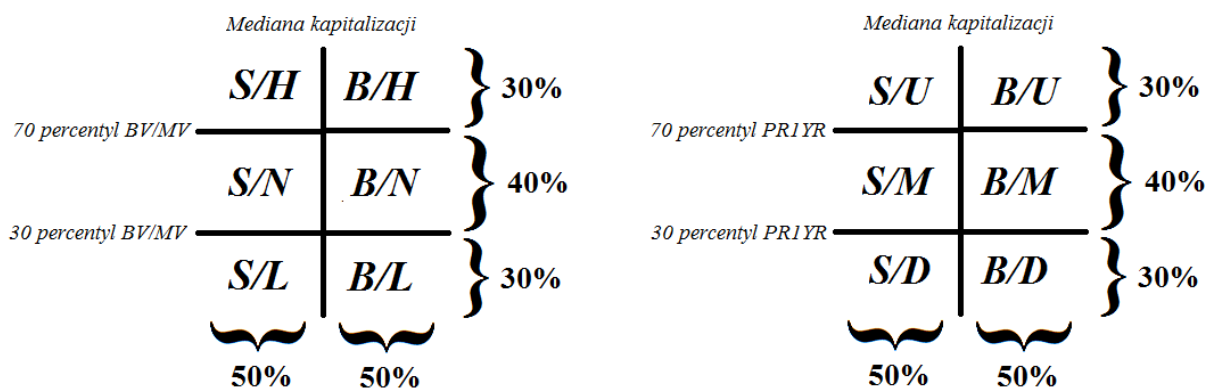 Mediana kapitalizacji
S/H B/H 30%
70 percentyl BV/MV
S/N B/N 40%
30 percentyl BV/MV
S/L B/L 30%
50% 50%
Mediana kapitalizacji
S/U B/U 30%
70 percentyl PR1YR
S/M B/M 40%
30 percentyl PR1YR
S/D B/D 30%
50% 50%